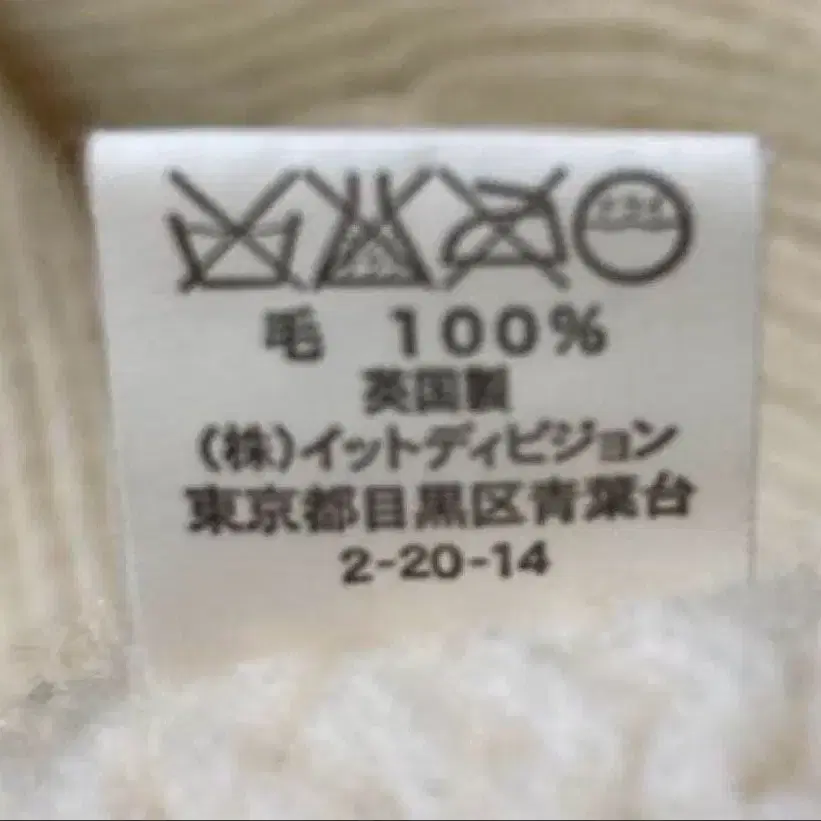 毛 100%
英国製
(株)イットディビジョン
東京都目黒区青葉台
2-20-14